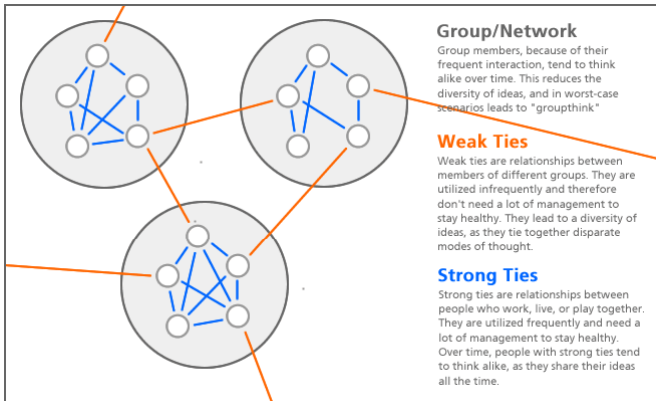 Group/Network
Group members, because of their
frequent interaction, tend to think
alike over time. This reduces the
diversity of ideas, and in worst-case
scenarios leads to "groupthink"
Weak Ties
Weak ties are relationships between
members of different groups. They are
utilized infrequently and therefore
don't need a lot of management to
stay healthy. They lead to a diversity of
ideas, as they tie together disparate
modes of thought.
Strong Ties
Strong ties are relationships between
people who work, live, or play together.
They are utilized frequently and need a
lot of management to stay healthy.
Over time, people with strong ties tend
to think alike, as they share their ideas
all the time.